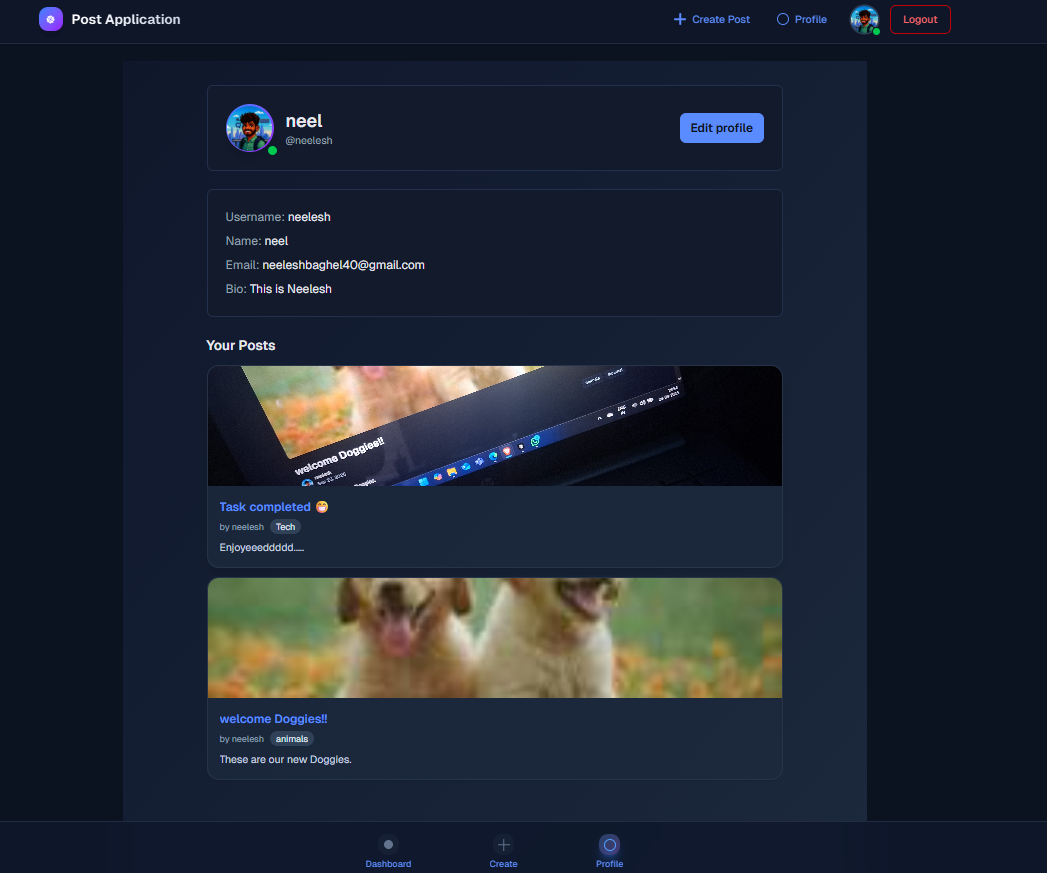 Post Application
Create Post
Profile
Logout
neel
@neelesh
Edit profile
Username: neelesh
Name: neel
Email: neeleshbaghel40@gmail.com
Bio: This is Neelesh
Your Posts
welcome Doggies!!
neelesh
Task completed 😁
by neelesh Tech
Enjoyeeeddddd.....
welcome Doggies!!
by neelesh animals
These are our new Doggies.
Dashboard
Create
Profile